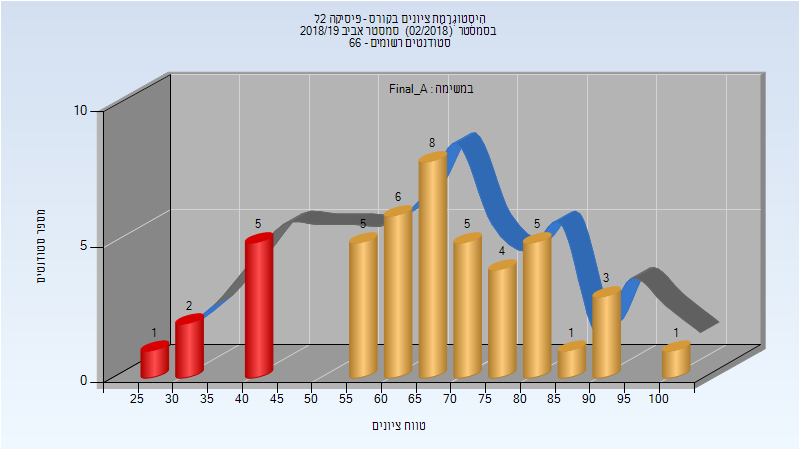 היסטוגרמת ציונים בקורס - פיסיקה 2ל
בסמסטר (02/2018) סמסטר אביב 2018/19
סטודנטים רשומים - 66
במשימה : Final_A
מספר סטודנטים
10
5
0
1
2
5
5
6
8
5
4
5
1
3
1
25 30 35 40 45 50 55 60 65 70 75 80 85 90 95 100
טווח ציונים